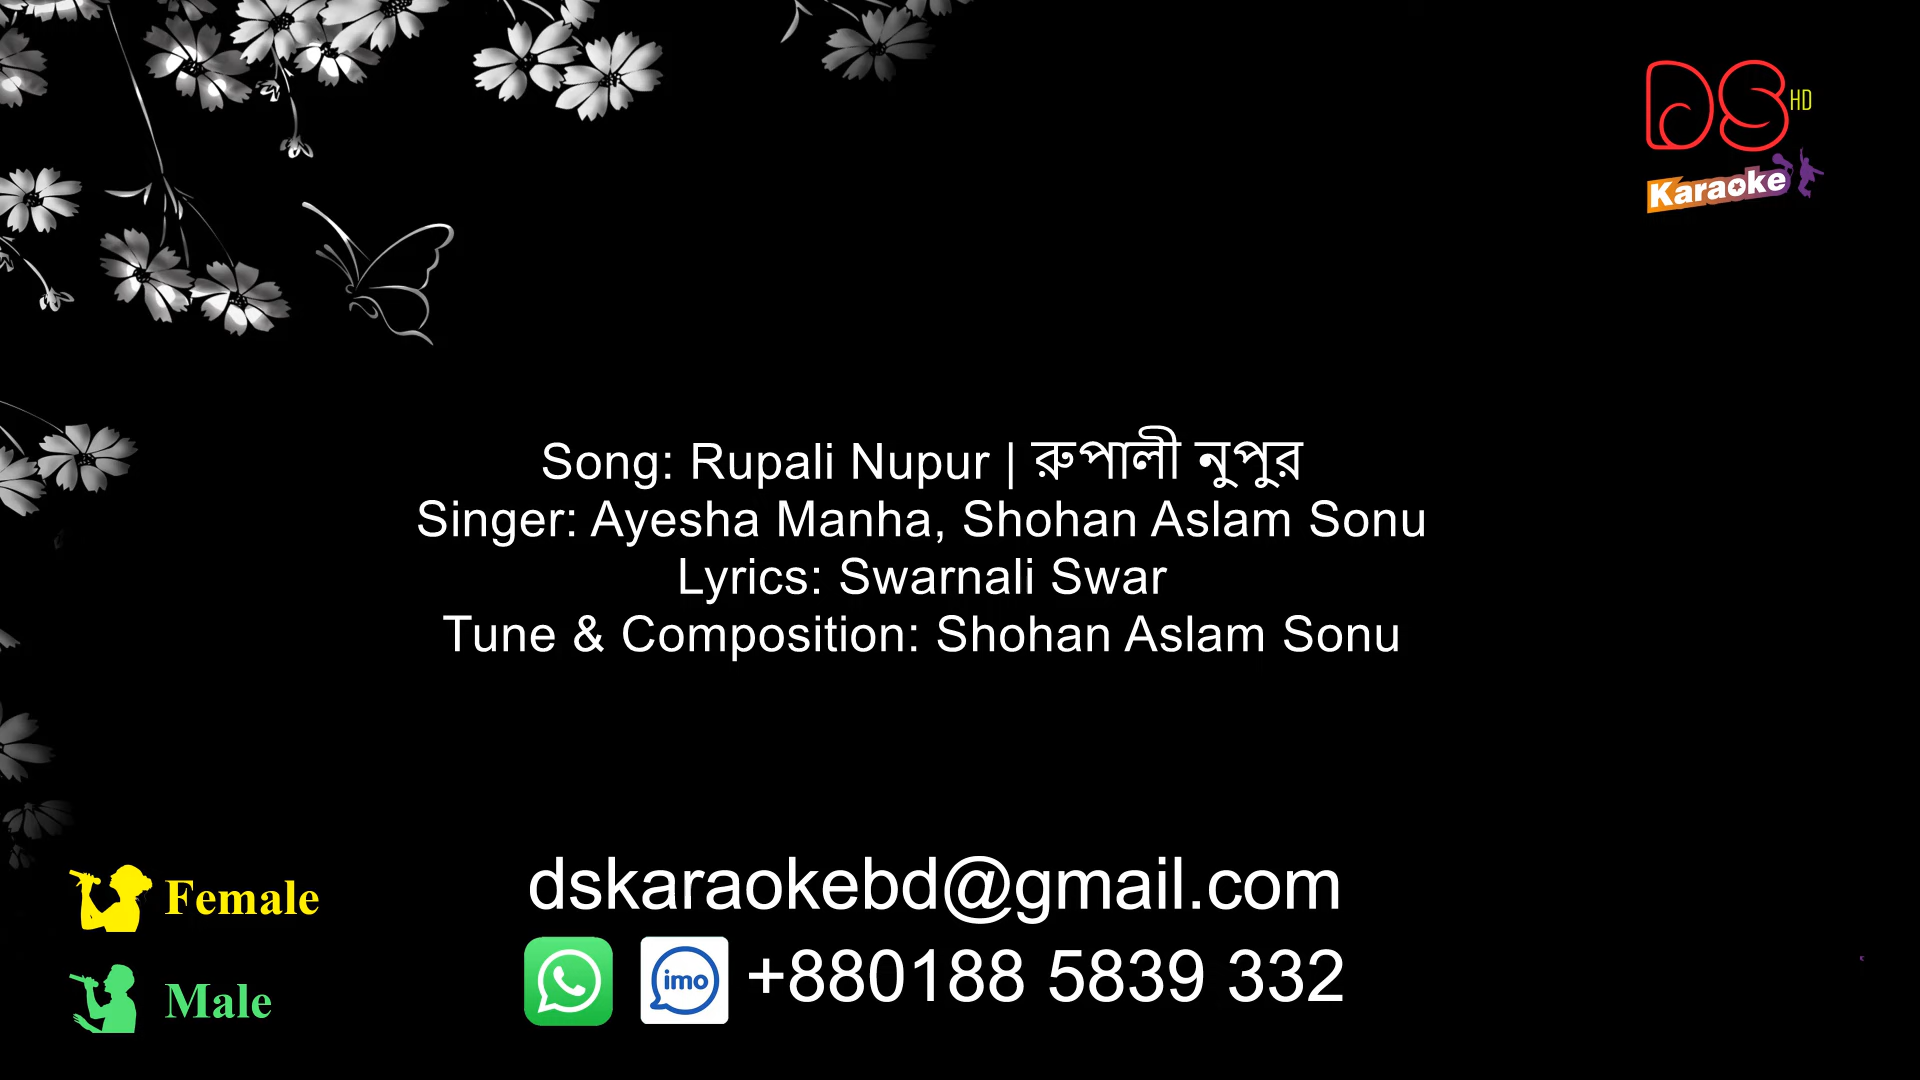 DS HD
Karaoke
Song: Rupali Nupur | রুপালী নুপুর
Singer: Ayesha Manha, Shohan Aslam Sonu
Lyrics: Swarnali Swar
Tune & Composition: Shohan Aslam Sonu
Female
Male
dskaraokebd@gmail.com
imo +880188 5839 332